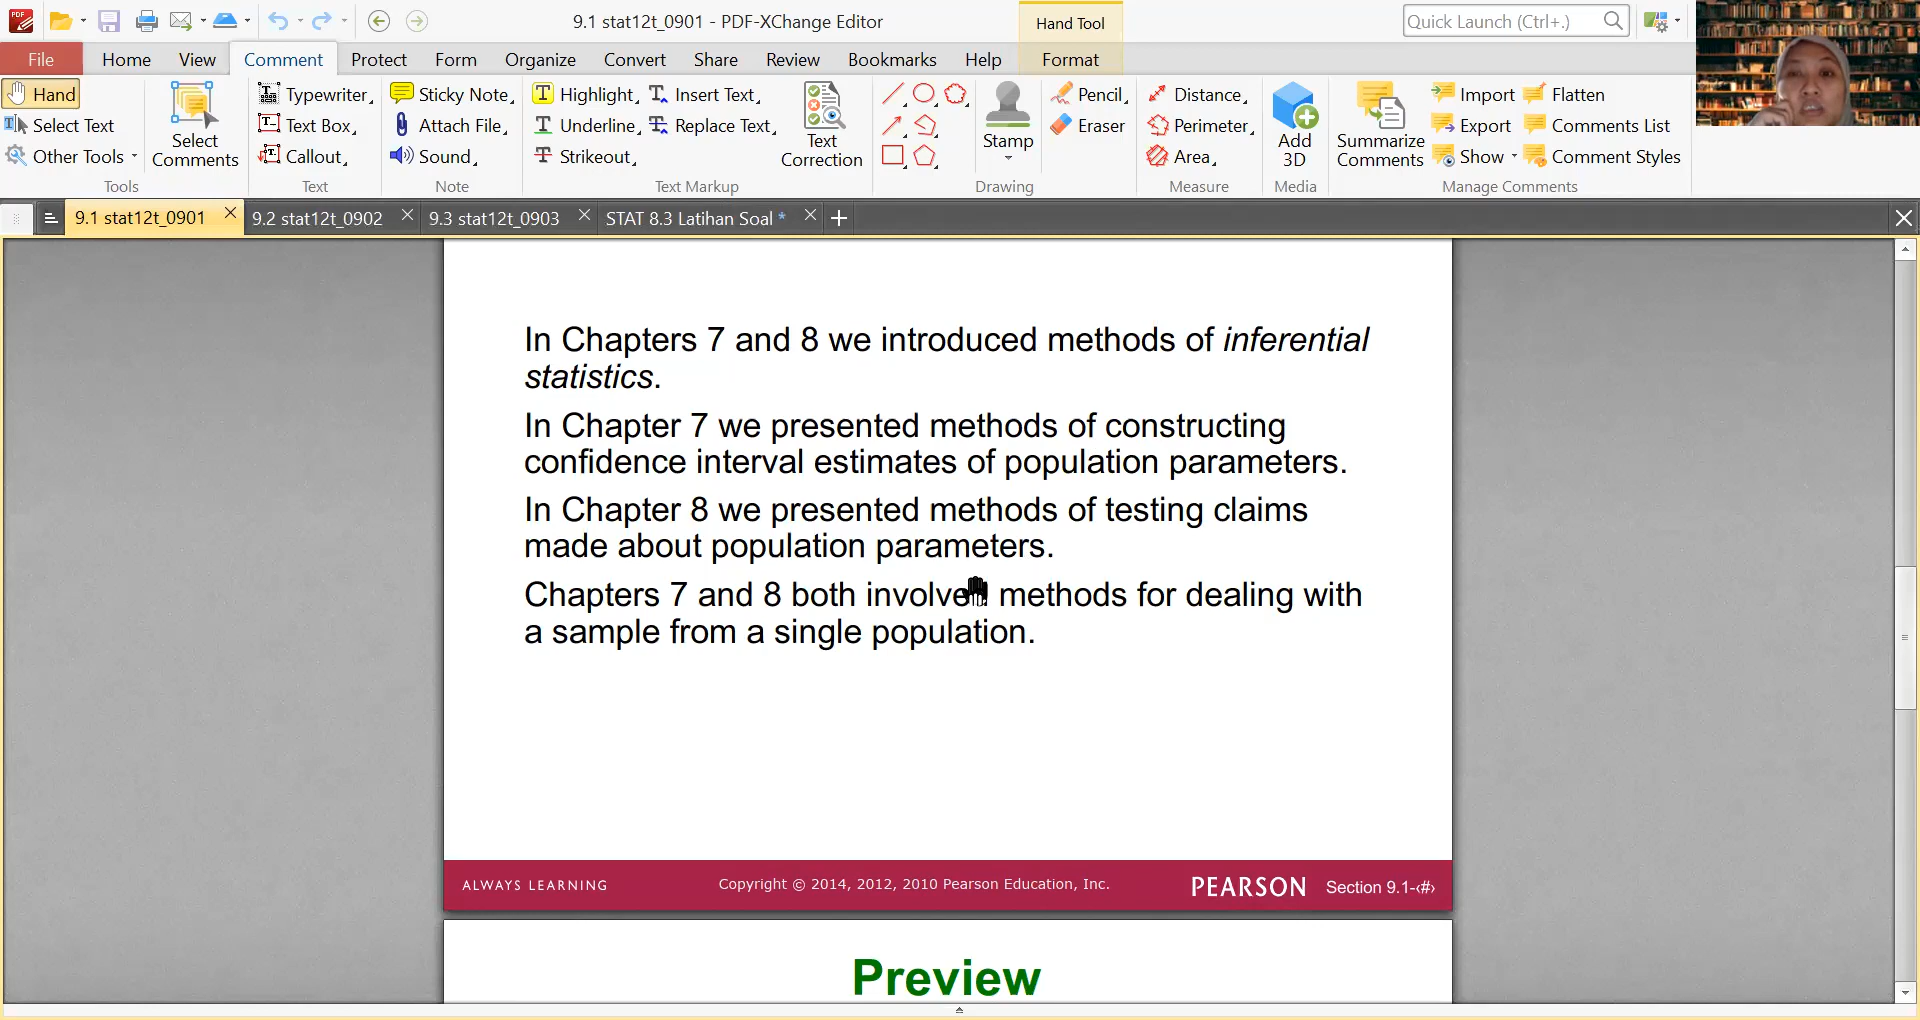 9.1 stat12t_0901 - PDF-XChange Editor
Hand Tool
Quick Launch (Ctrl+.)
File Home View Comment Protect Form Organize Convert Share Review Bookmarks Help Format
Hand
Select Text
Other Tools
Select
Comments
Tools
Typewriter
Text Box
Callout
Text
Sticky Note
Attach File
Sound
Note
Highlight
Underline
Strikeout
Insert Text
Replace Text
Text
Correction
Text Markup
Stamp
Pencil
Eraser
Drawing
Distance
Perimeter
Area
Measure
Add
3D
Media
Summarize
Comments
Import
Export
Show
Flatten
Comments List
Comment Styles
Manage Comments
9.1 stat12t_0901 9.2 stat12t_0902 9.3 stat12t_0903 STAT 8.3 Latihan Soal *
In Chapters 7 and 8 we introduced methods of inferential
statistics.
In Chapter 7 we presented methods of constructing
confidence interval estimates of population parameters.
In Chapter 8 we presented methods of testing claims
made about population parameters.
Chapters 7 and 8 both involved methods for dealing with
a sample from a single population.
ALWAYS LEARNING
Copyright © 2014, 2012, 2010 Pearson Education, Inc.
PEARSON
Section 9.1-‹#›
Preview